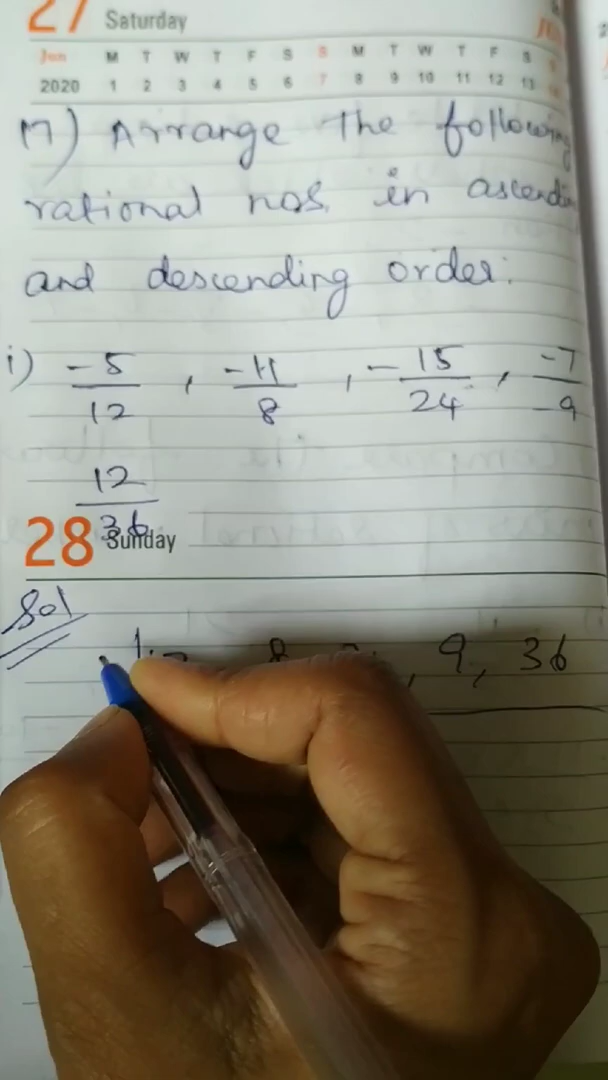 27 Saturday
Jun M T W T F S S M T W T F S
2020 1 2 3 4 5 6 7 8 9 10 11 12 13
17) Arrange the following
rational nos. in ascendin
and descending order:
i) -5/12 , -11/8 , -15/24 , -7/-9
12/36
28 Sunday
Sol
9, 36